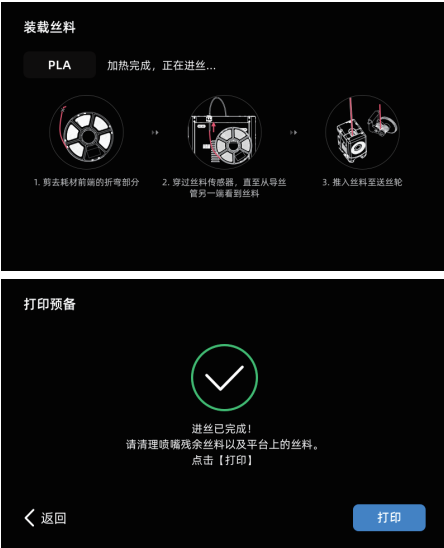 装载丝料
PLA
加热完成，正在进丝...
1. 剪去耗材前端的折弯部分
2. 穿过丝料传感器，直至从导丝
管另一端看到丝料
3. 推入丝料至送丝轮
打印预备
进丝已完成！
请清理喷嘴残余丝料以及平台上的丝料。
点击【打印】
返回
打印